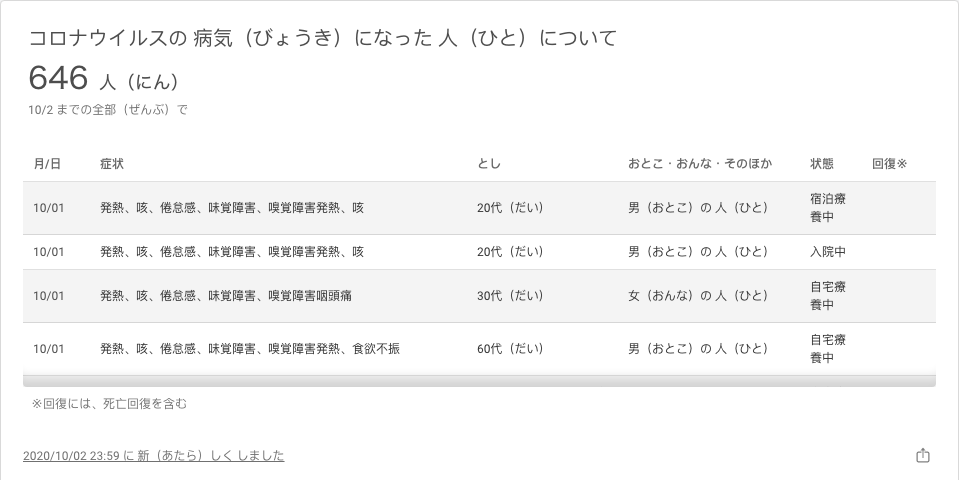 コロナウイルスの 病気（びょうき）になった 人（ひと）について
646 人（にん）
10/2 までの全部（ぜんぶ）で
月/日 症状 とし おとこ・おんな・そのほか 状態 回復※
10/01 発熱、咳、倦怠感、味覚障害、嗅覚障害発熱、咳 20代（だい） 男（おとこ）の 人（ひと） 宿泊療
養中
10/01 発熱、咳、倦怠感、味覚障害、嗅覚障害発熱、咳 20代（だい） 男（おとこ）の 人（ひと） 入院中
10/01 発熱、咳、倦怠感、味覚障害、嗅覚障害咽頭痛 30代（だい） 女（おんな）の 人（ひと） 自宅療
養中
10/01 発熱、咳、倦怠感、味覚障害、嗅覚障害発熱、食欲不振 60代（だい） 男（おとこ）の 人（ひと） 自宅療
養中
※回復には、死亡回復を含む
2020/10/02 23:59 に 新（あたら）しく しました